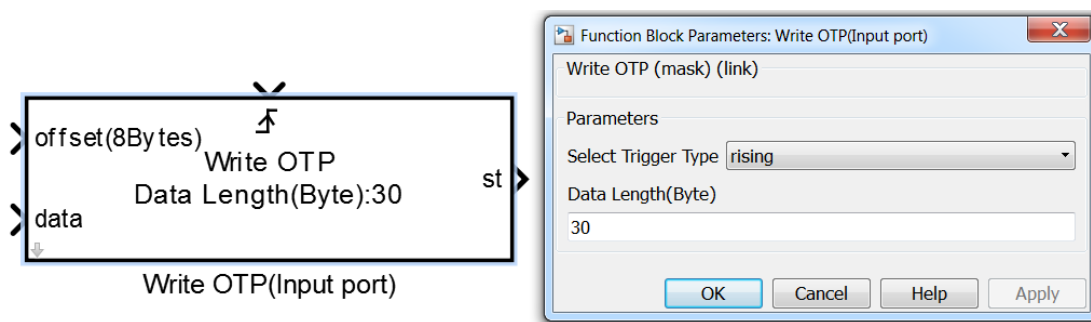 offset(8Bytes)
Write OTP
Data Length(Byte):30
st
data
Write OTP(Input port)
Function Block Parameters: Write OTP(Input port)
Write OTP (mask) (link)
Parameters
Select Trigger Type rising
Data Length(Byte)
30
OK Cancel Help Apply